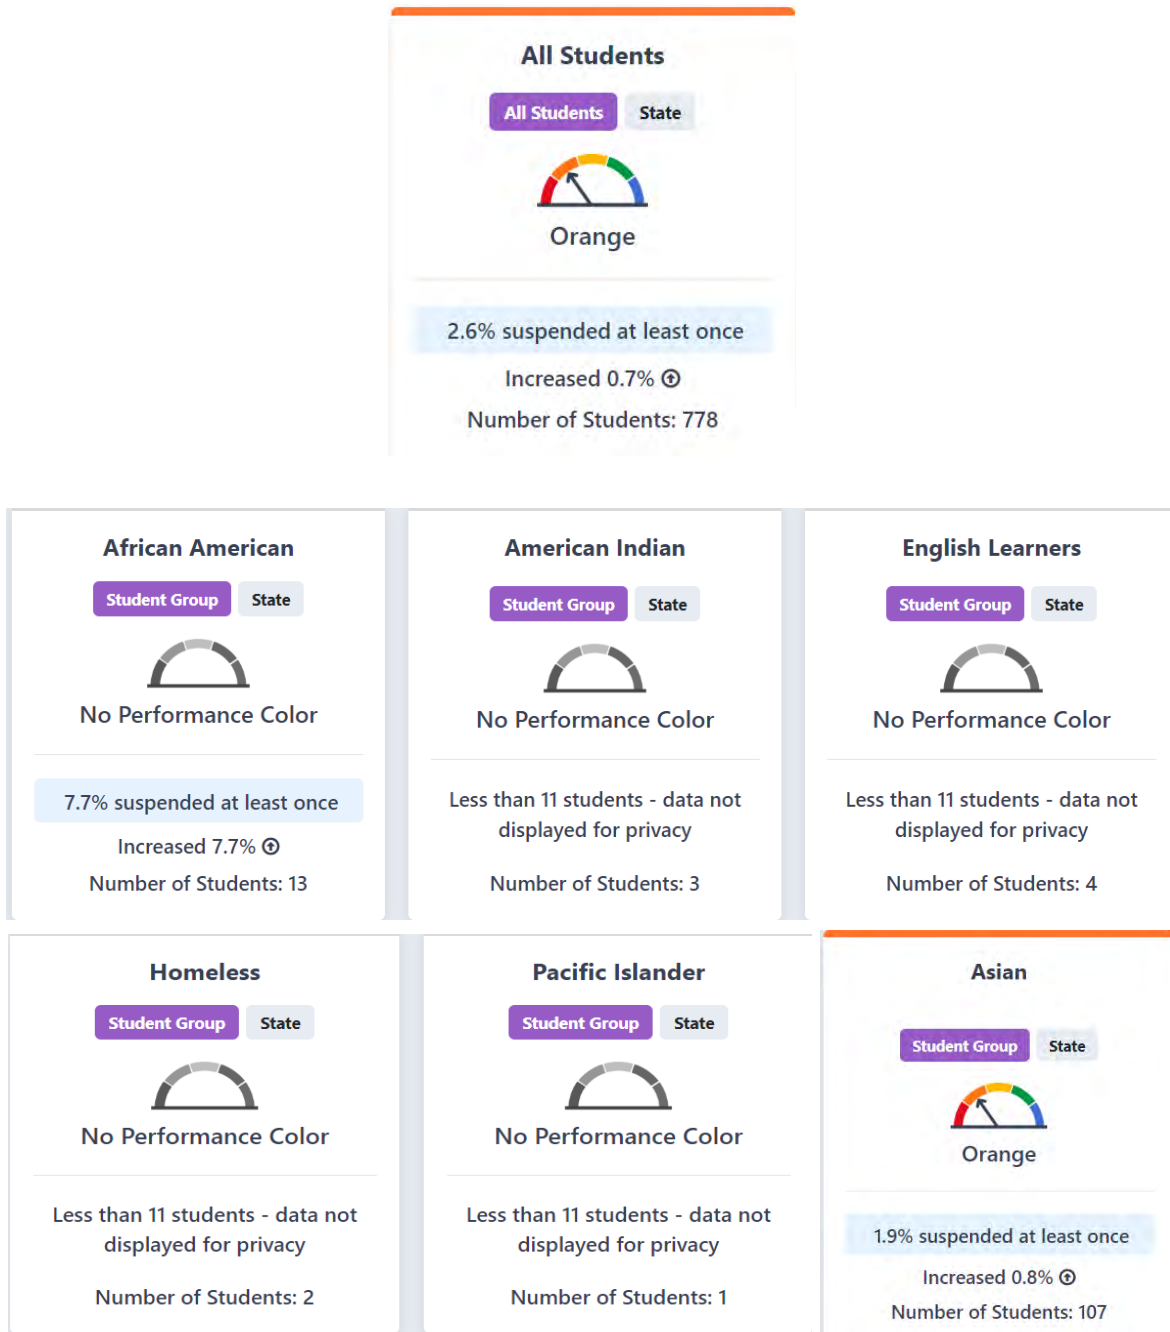 All Students
All Students State
Orange
2.6% suspended at least once
Increased 0.7%
Number of Students: 778
African American
Student Group State
No Performance Color
7.7% suspended at least once
Increased 7.7%
Number of Students: 13
American Indian
Student Group State
No Performance Color
Less than 11 students - data not
displayed for privacy
Number of Students: 3
English Learners
Student Group State
No Performance Color
Less than 11 students - data not
displayed for privacy
Number of Students: 4
Homeless
Student Group State
No Performance Color
Less than 11 students - data not
displayed for privacy
Number of Students: 2
Pacific Islander
Student Group State
No Performance Color
Less than 11 students - data not
displayed for privacy
Number of Students: 1
Asian
Student Group State
Orange
1.9% suspended at least once
Increased 0.8%
Number of Students: 107